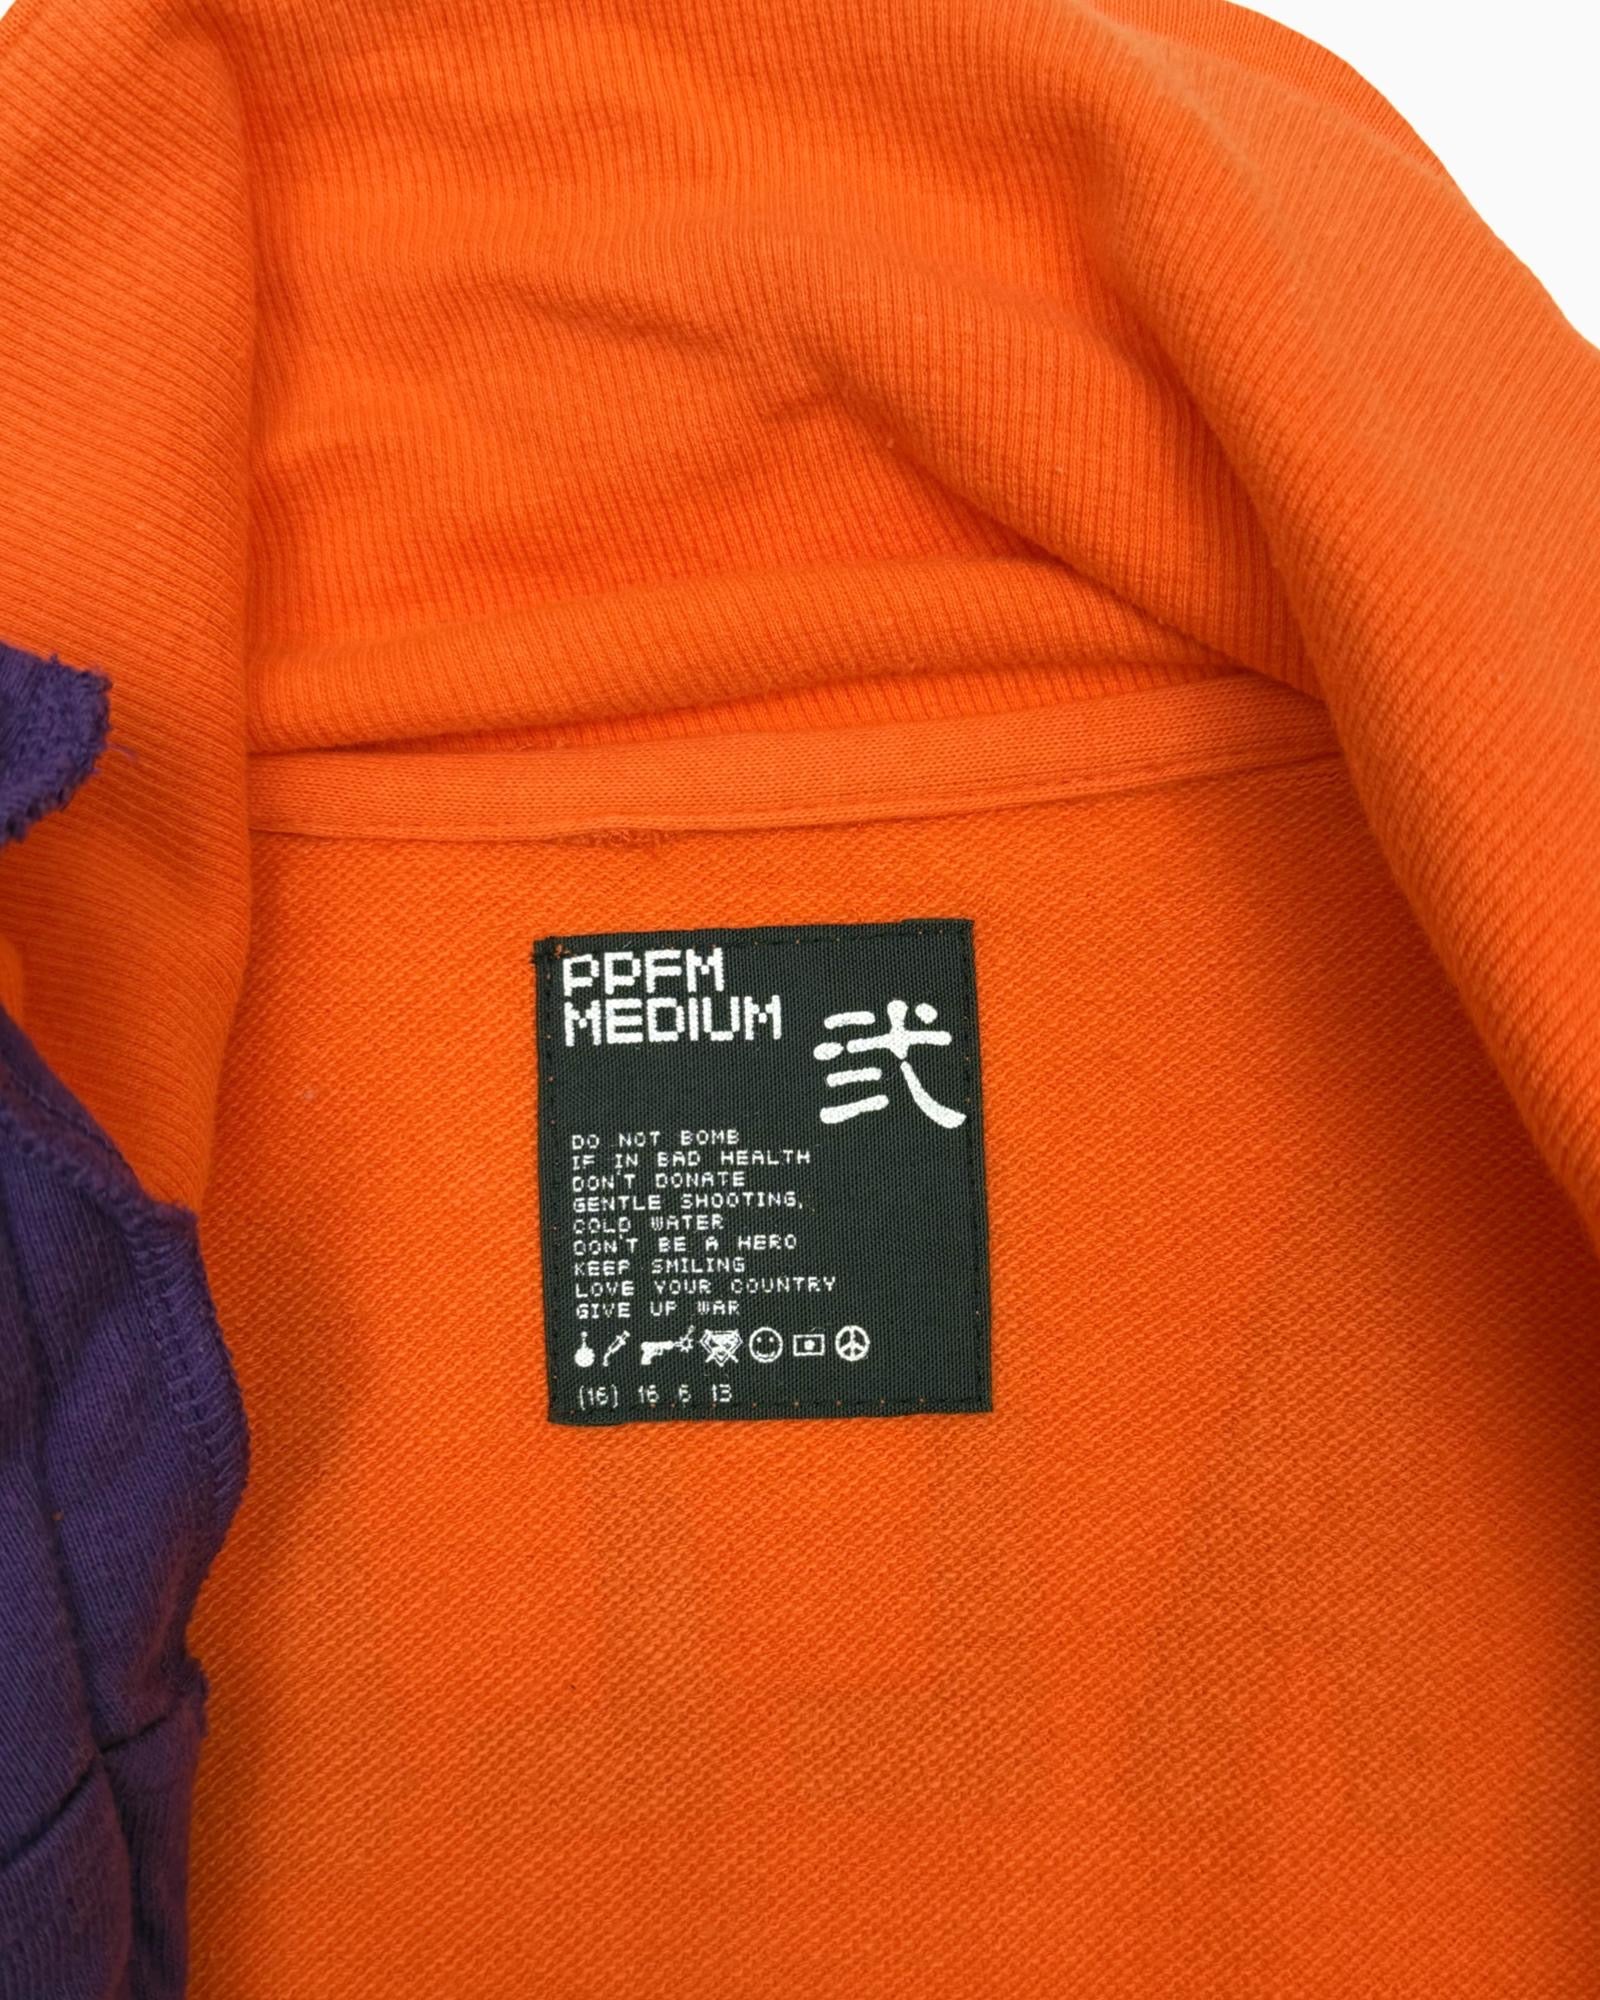 PPFM
MEDIUM
弐
DO NOT BOMB
IF IN BAD HEALTH
DON'T DONATE
GENTLE SHOOTING,
COLD WATER
DON'T BE A HERO
KEEP SMILING
LOVE YOUR COUNTRY
GIVE UP WAR
(16) 16 6 13